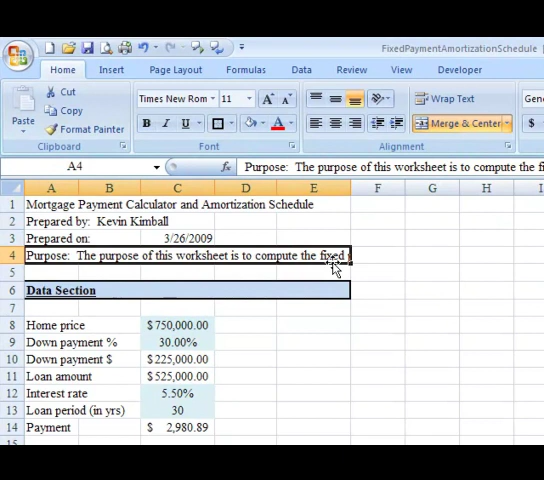 FixedPaymentAmortizationSchedule
Home Insert Page Layout Formulas Data Review View Developer
Cut
Copy
Format Painter
Paste
Clipboard
Times New Rom 11 A A
B I U A
Font
Wrap Text
Merge & Center
Alignment
$
A4 fx Purpose: The purpose of this worksheet is to compute the fi
A B C D E F G H
1 Mortgage Payment Calculator and Amortization Schedule
2 Prepared by: Kevin Kimball
3 Prepared on: 3/26/2009
4 Purpose: The purpose of this worksheet is to compute the fixed
5
6 Data Section
7
8 Home price $750,000.00
9 Down payment % 30.00%
10 Down payment $ $225,000.00
11 Loan amount $525,000.00
12 Interest rate 5.50%
13 Loan period (in yrs) 30
14 Payment $ 2,980.89